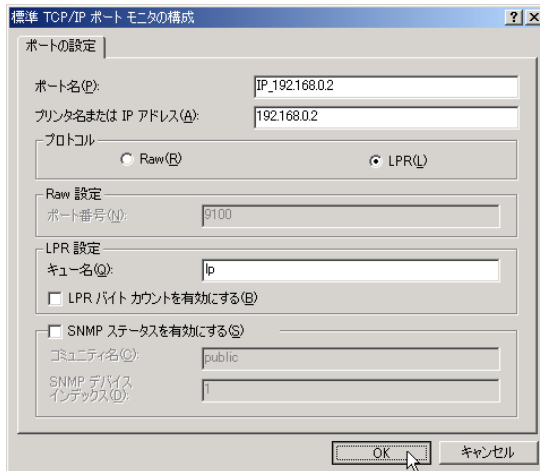 標準 TCP/IP ポート モニタの構成
ポートの設定
ポート名(P):
IP_192.168.0.2
プリンタ名または IP アドレス(A):
192.168.0.2
プロトコル
Raw(R)
LPR(L)
Raw 設定
ポート番号(N):
9100
LPR 設定
キュー名(Q):
lp
LPR バイト カウントを有効にする(B)
SNMP ステータスを有効にする(S)
コミュニティ名(C):
public
SNMP デバイス
インデックス(D):
1
OK
キャンセル